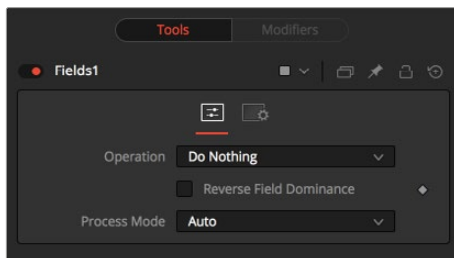 Tools Modifiers
Fields1
Operation Do Nothing
Reverse Field Dominance
Process Mode Auto